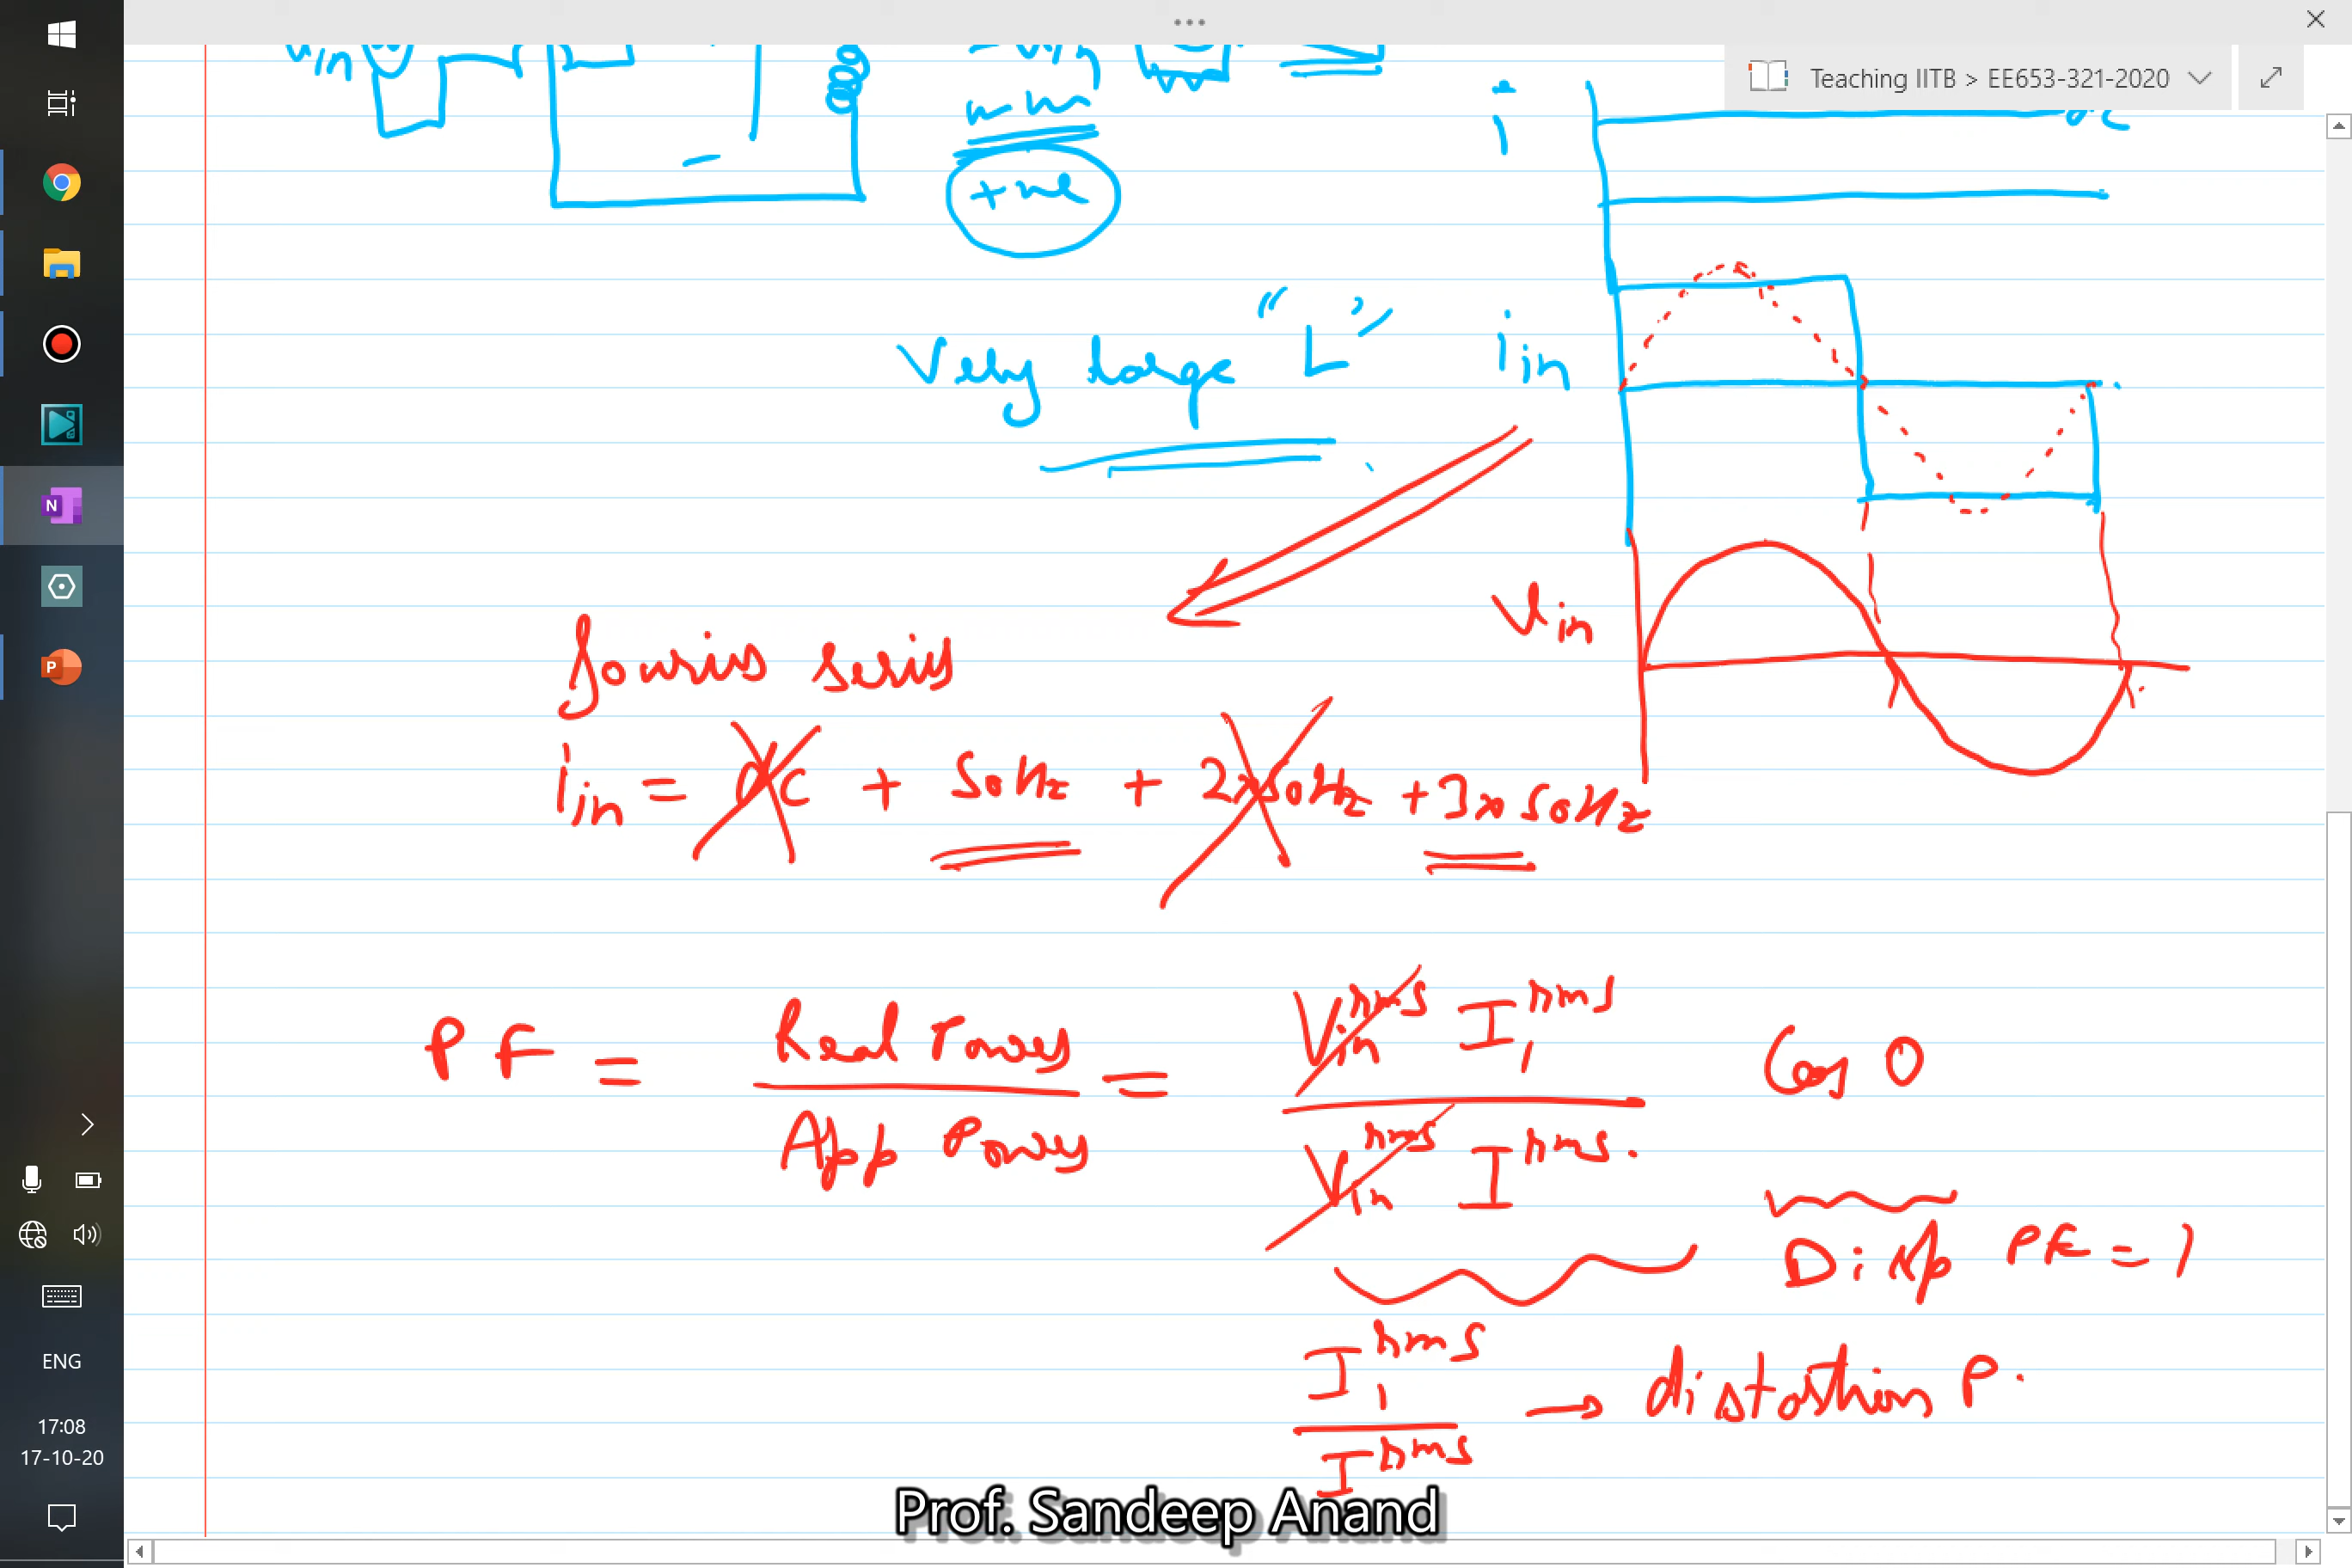 Teaching IITB > EE653-321-2020
Vin
+ve
i
Very large "L"
iin
Vin
fourier series
iin = dc + 50Hz + 2x50Hz + 3x50Hz
PF = Real Power / App Power = Vin rms I1 rms / Vin rms I rms. Cos 0
Disp PF = 1
I1 rms / I rms → distortion P.
ENG
17:08
17-10-20
Prof. Sandeep Anand